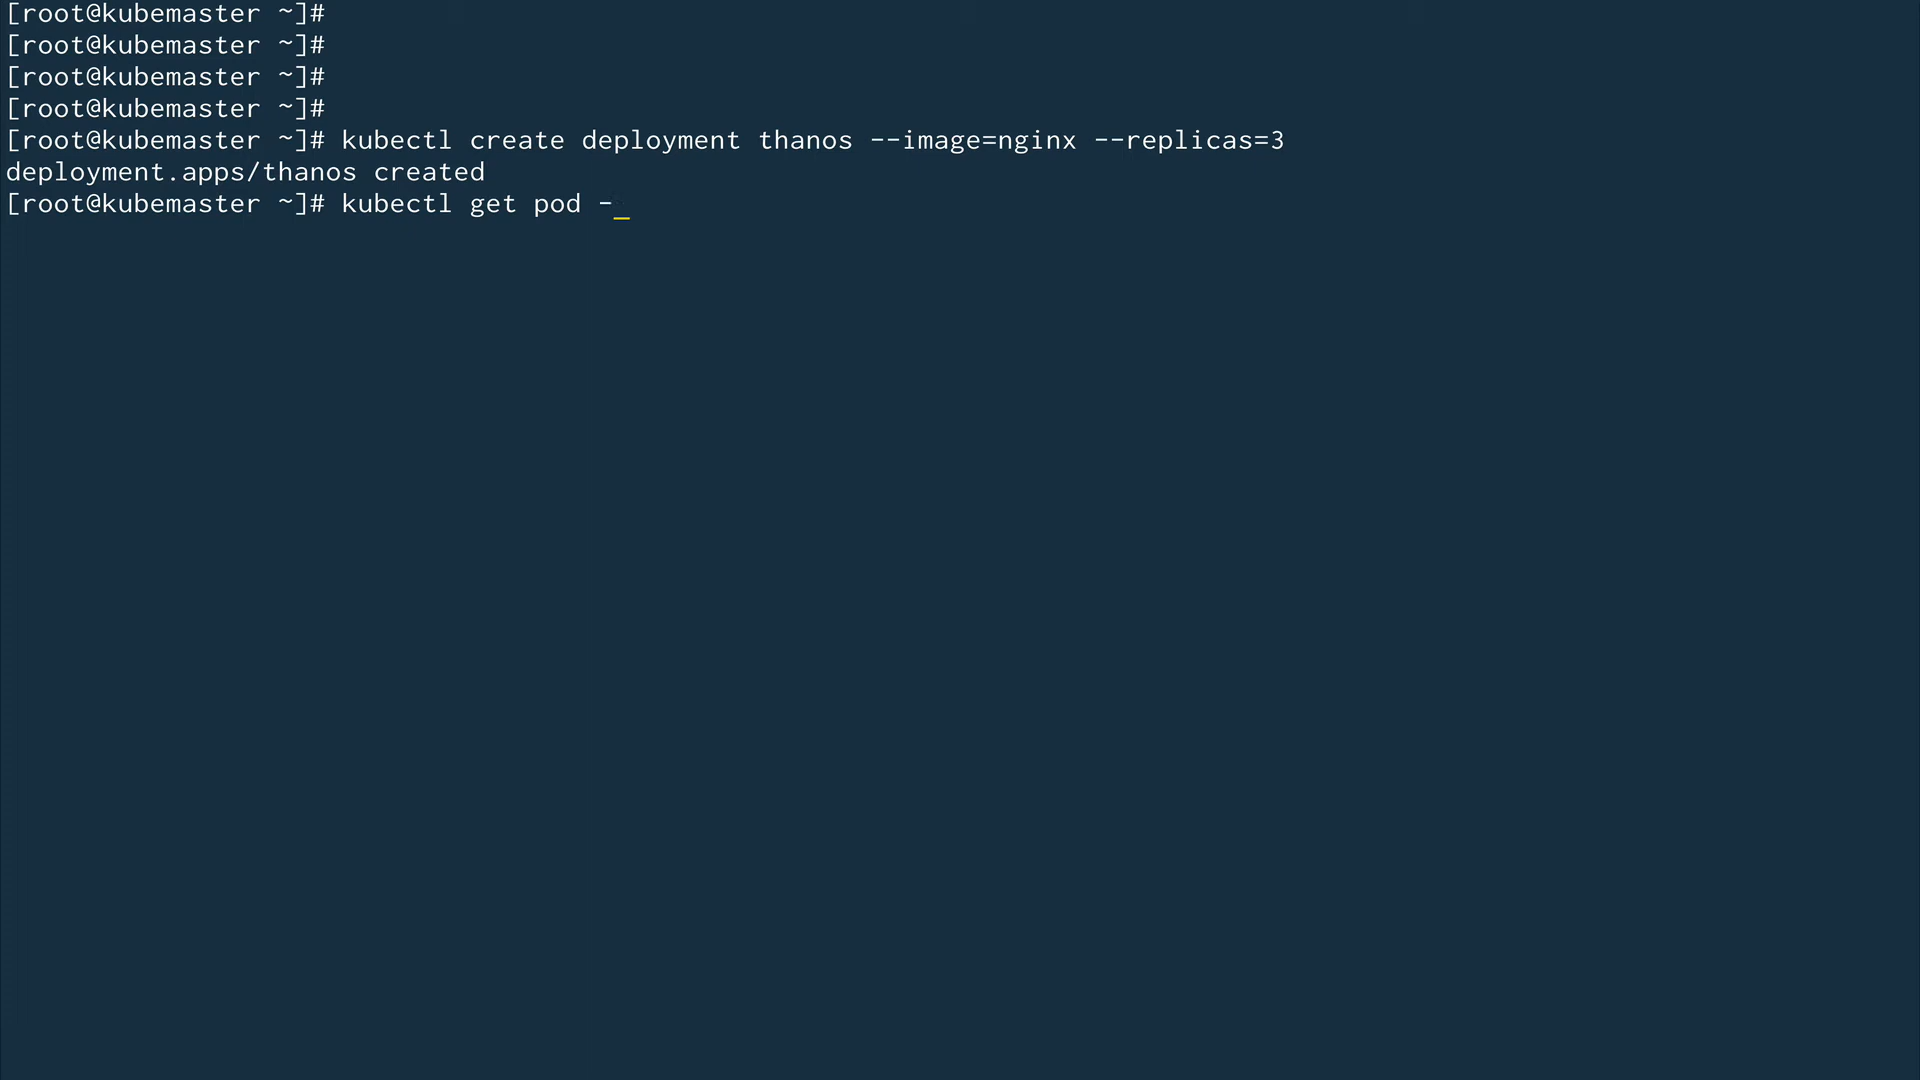 [root@kubemaster ~]#
[root@kubemaster ~]#
[root@kubemaster ~]#
[root@kubemaster ~]#
[root@kubemaster ~]# kubectl create deployment thanos --image=nginx --replicas=3
deployment.apps/thanos created
[root@kubemaster ~]# kubectl get pod -_